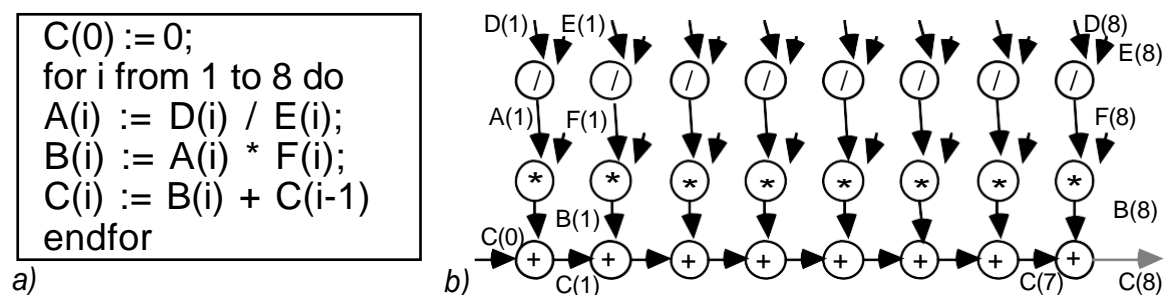 C(0) := 0;
for i from 1 to 8 do
A(i) := D(i) / E(i);
B(i) := A(i) * F(i);
C(i) := B(i) + C(i-1)
endfor
a)
D(1) E(1) D(8)
E(8)
/ / / / / / / /
A(1) F(1) F(8)
* * * * * * * *
B(1) B(8)
C(0)
+ + + + + + + +
b) C(1) C(7) C(8)